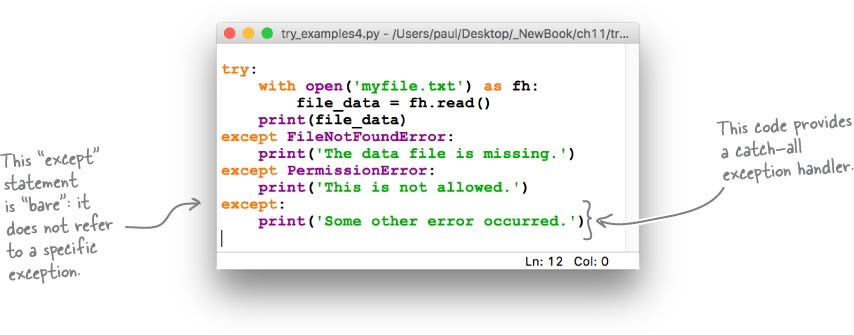 try_examples4.py - /Users/paul/Desktop/_NewBook/ch11/tr...
try:
    with open('myfile.txt') as fh:
        file_data = fh.read()
    print(file_data)
except FileNotFoundError:
    print('The data file is missing.')
except PermissionError:
    print('This is not allowed.')
except:
    print('Some other error occurred.')
Ln: 12 Col: 0
This “except”
statement
is “bare”: it
does not refer
to a specific
exception.
This code provides
a catch-all
exception handler.